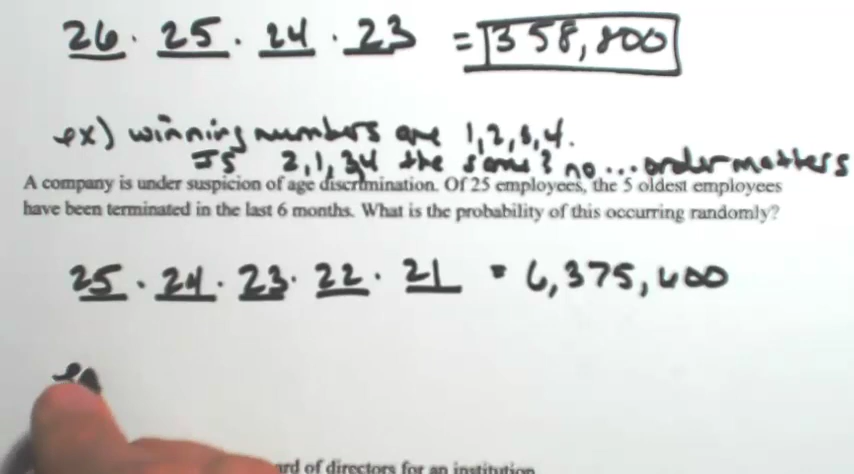 26 . 25 . 24 . 23 = 358,800
ex) winning numbers are 1,2,3,4.
Is 2,1,3,4 the same? no...order matters
A company is under suspicion of age discrimination. Of 25 employees, the 5 oldest employees
have been terminated in the last 6 months. What is the probability of this occurring randomly?
25 . 24 . 23 . 22 . 21 = 6,375,600
of directors for an institution